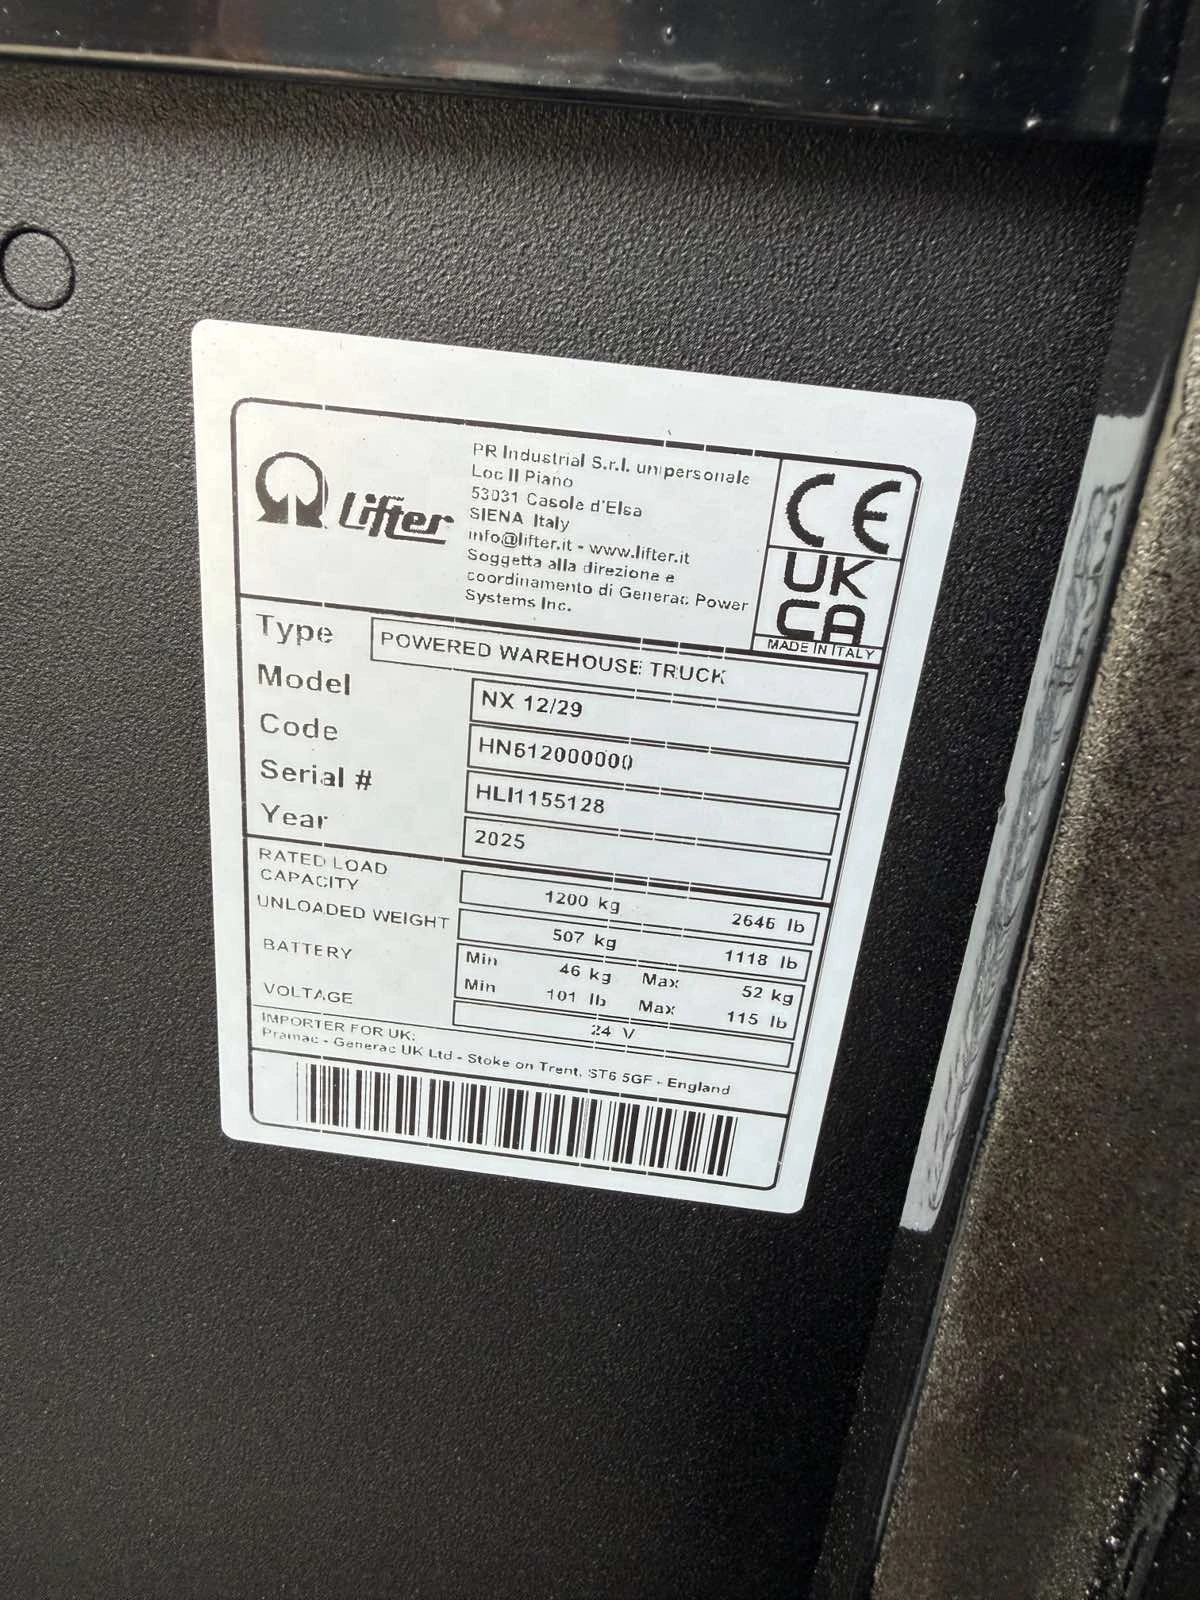 Lifter
PR Industrial S.r.l. unipersonale
Loc Il Piano
53031 Casole d'Elsa
SIENA Italy
info@lifter.it - www.lifter.it
Soggetta alla direzione e
coordinamento di Generac Power
Systems Inc.
CE
UK
CA
MADE IN ITALY
Type POWERED WAREHOUSE TRUCK
Model NX 12/29
Code HN612000000
Serial # HLI1155128
Year 2025
RATED LOAD
CAPACITY 1200 kg 2646 lb
UNLOADED WEIGHT 507 kg 1118 lb
BATTERY Min 46 kg Max 52 kg
Min 101 lb Max 115 lb
VOLTAGE 24 V
IMPORTER FOR UK:
Pramac - Generac UK Ltd - Stoke on Trent, ST6 5GF - England